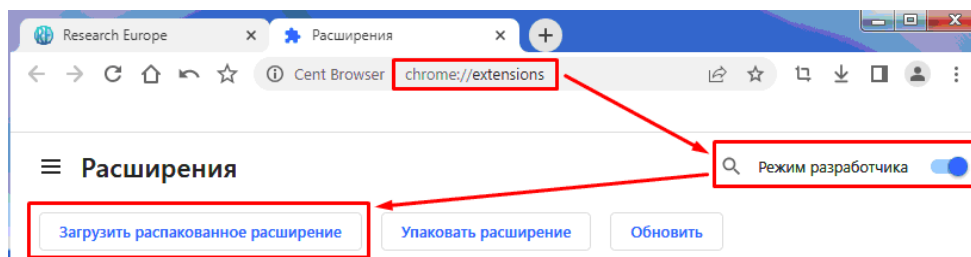 Research Europe
Расширения
Cent Browser
chrome://extensions
Расширения
Режим разработчика
Загрузить распакованное расширение
Упаковать расширение
Обновить